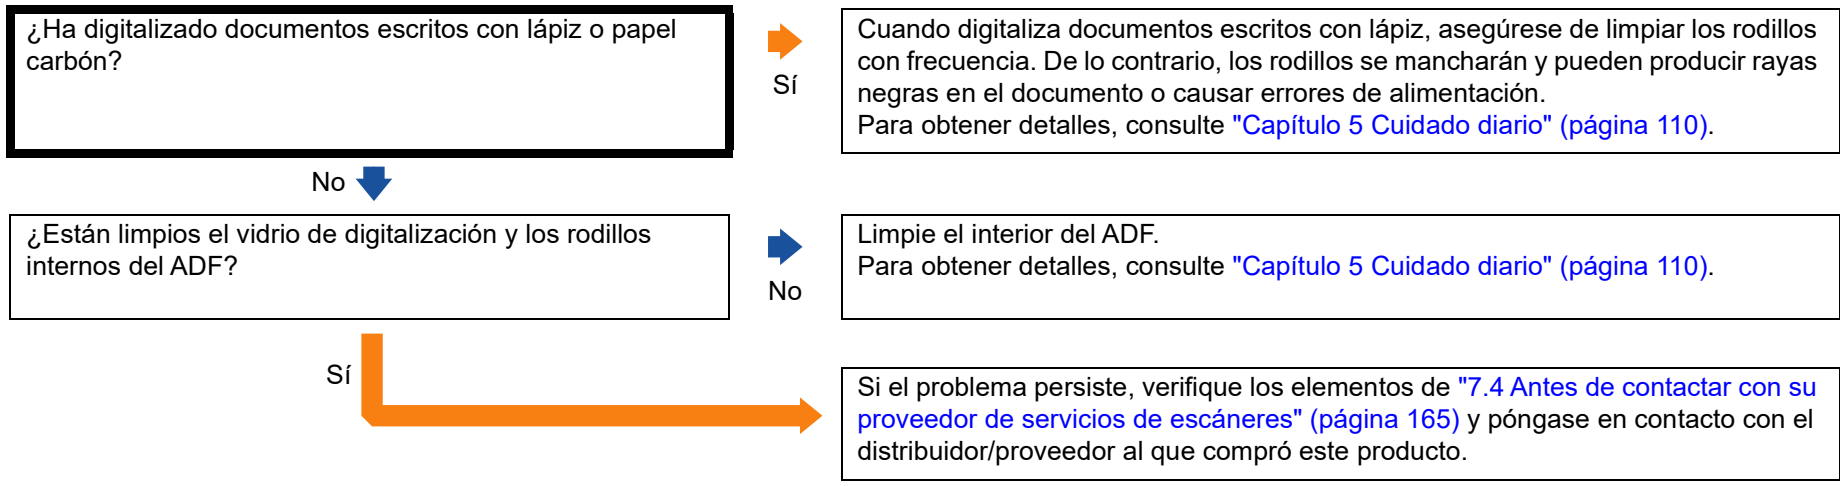 ¿Ha digitalizado documentos escritos con lápiz o papel
carbón?
Sí
Cuando digitaliza documentos escritos con lápiz, asegúrese de limpiar los rodillos
con frecuencia. De lo contrario, los rodillos se mancharán y pueden producir rayas
negras en el documento o causar errores de alimentación.
Para obtener detalles, consulte "Capítulo 5 Cuidado diario" (página 110).
No
¿Están limpios el vidrio de digitalización y los rodillos
internos del ADF?
No
Limpie el interior del ADF.
Para obtener detalles, consulte "Capítulo 5 Cuidado diario" (página 110).
Sí
Si el problema persiste, verifique los elementos de "7.4 Antes de contactar con su
proveedor de servicios de escáneres" (página 165) y póngase en contacto con el
distribuidor/proveedor al que compró este producto.